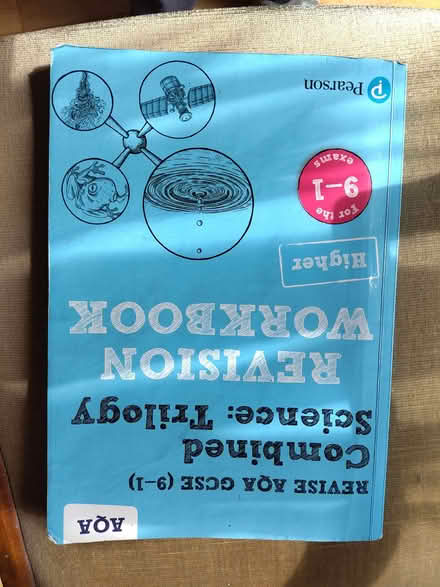 AQA
REVISE AQA GCSE (9–1)
Combined
Science: Trilogy
REVISION
WORKBOOK
Higher
For the
9–1
exams
Pearson